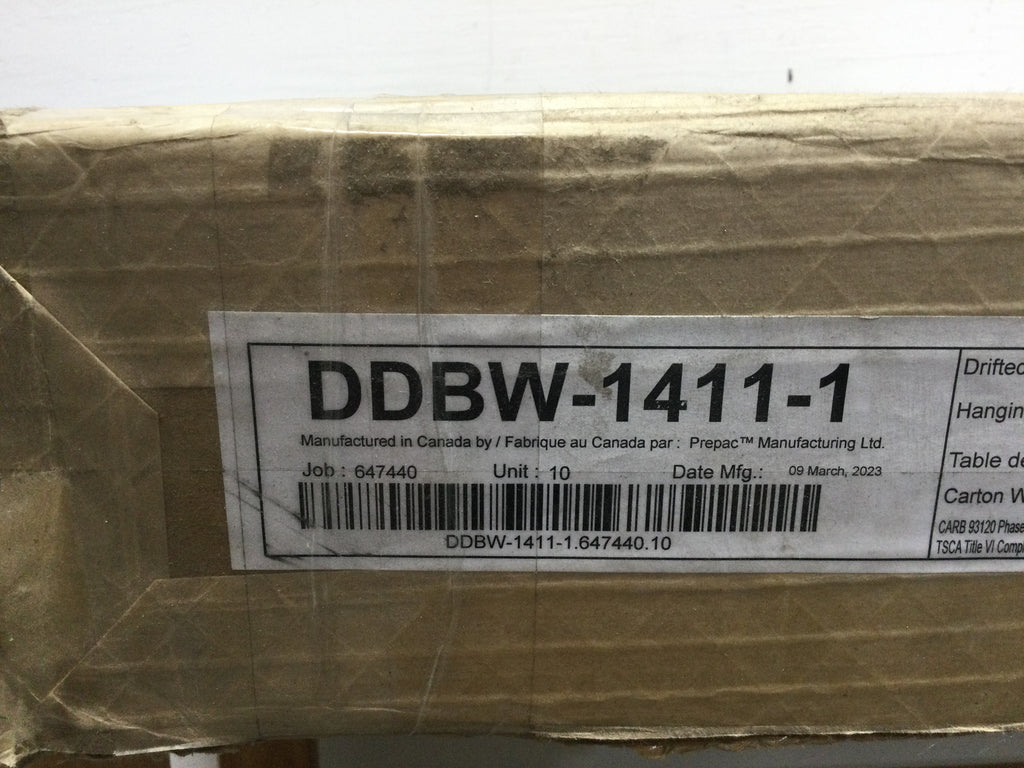 DDBW-1411-1
Manufactured in Canada by / Fabrique au Canada par : Prepac™ Manufacturing Ltd.
Job : 647440 Unit : 10 Date Mfg.: 09 March, 2023
DDBW-1411-1.647440.10
Drifted
Hangin
Table de
Carton W
CARB 93120 Phase
TSCA Title VI Compl